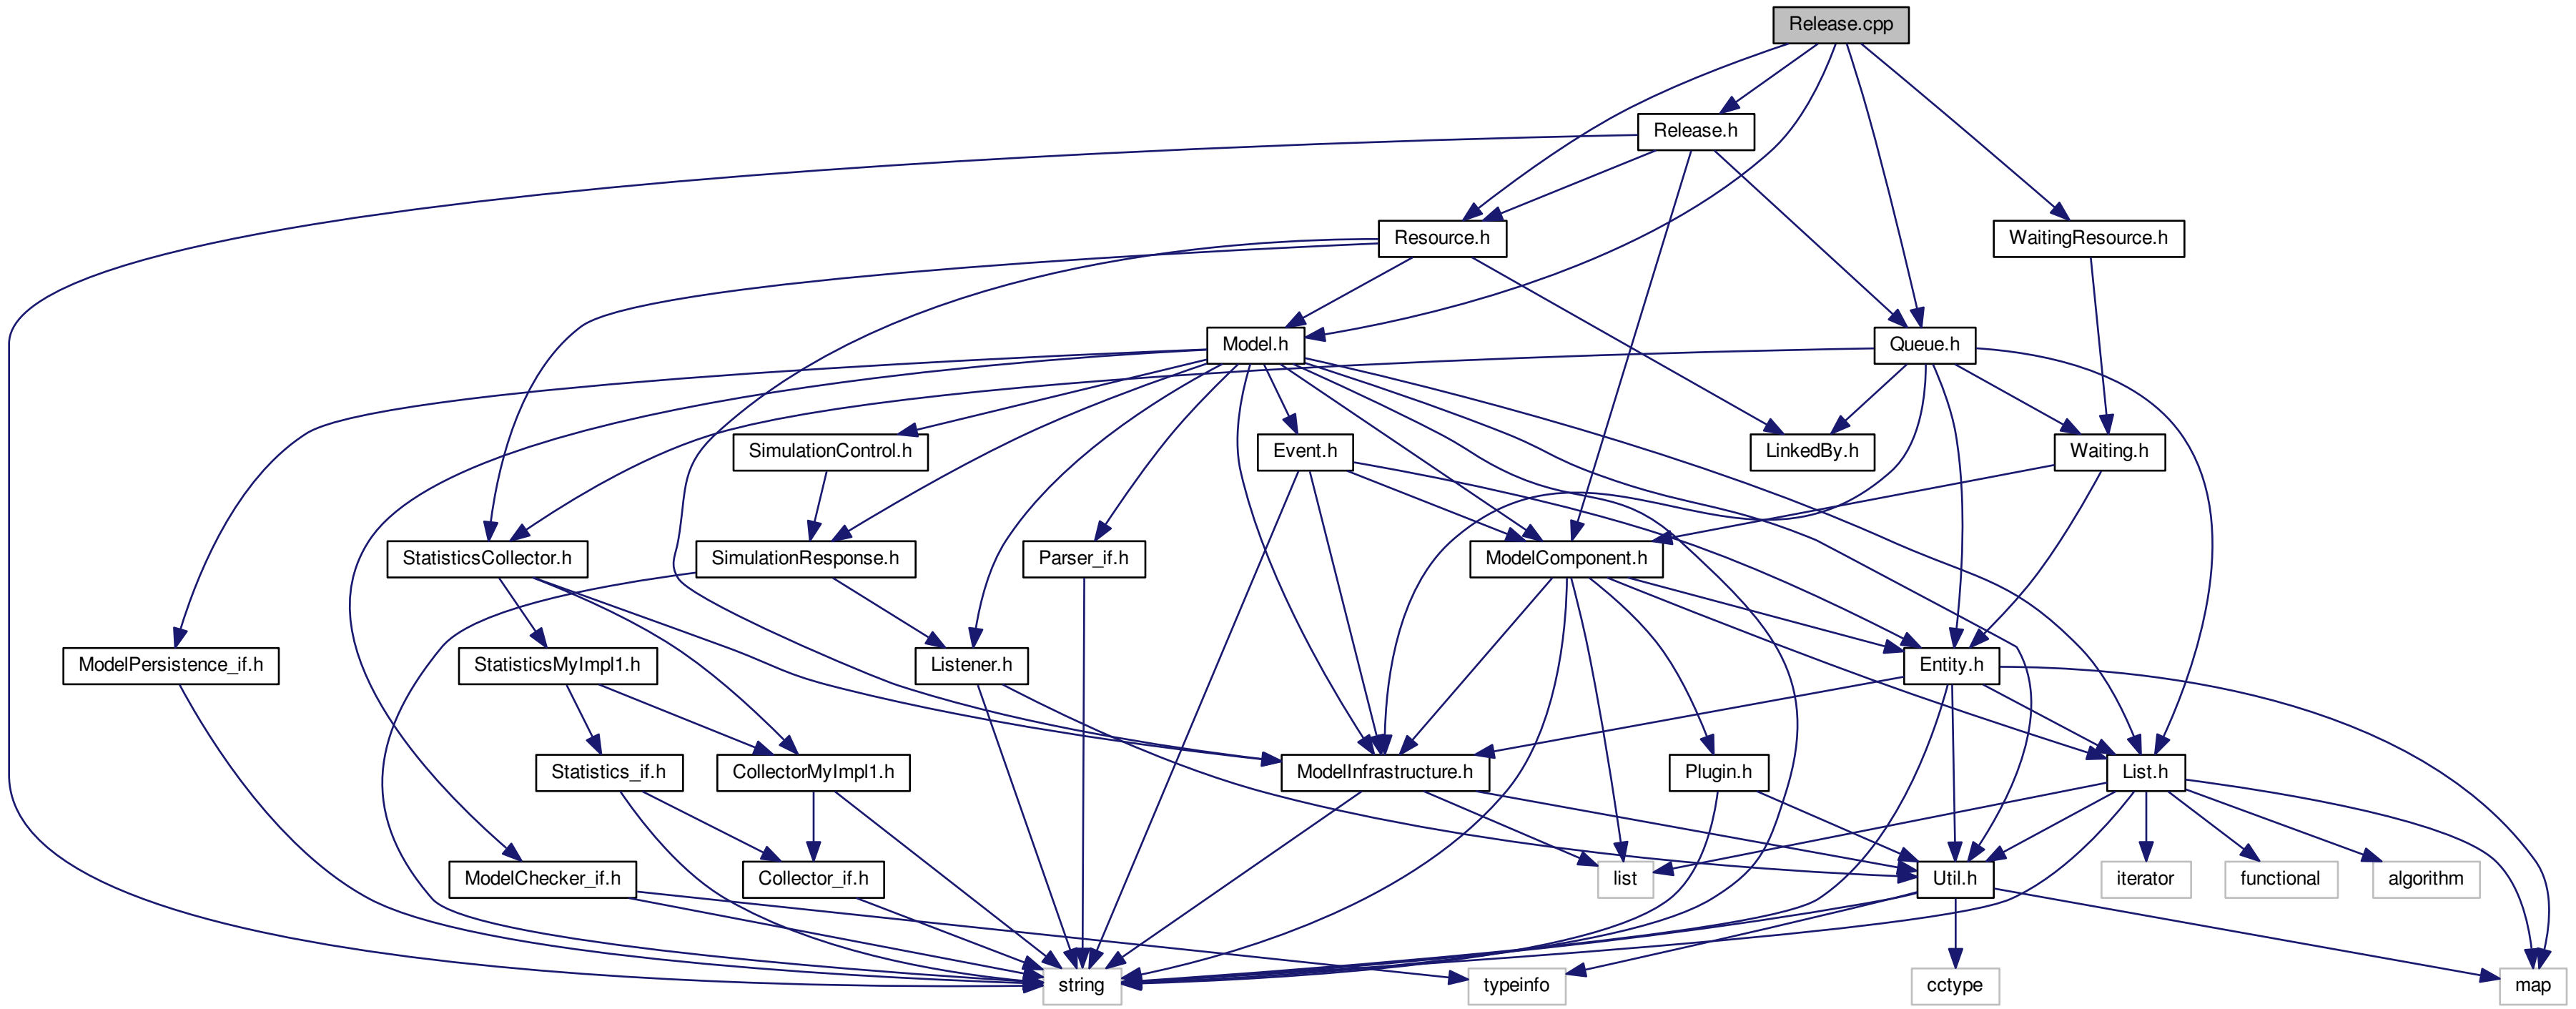 Release.cpp
Release.h
Resource.h
WaitingResource.h
Model.h
Queue.h
SimulationControl.h
Event.h
LinkedBy.h
Waiting.h
StatisticsCollector.h
SimulationResponse.h
Parser_if.h
ModelComponent.h
ModelPersistence_if.h
StatisticsMyImpl1.h
Listener.h
Entity.h
Statistics_if.h
CollectorMyImpl1.h
ModelInfrastructure.h
Plugin.h
List.h
ModelChecker_if.h
Collector_if.h
list
Util.h
iterator
functional
algorithm
string
typeinfo
cctype
map